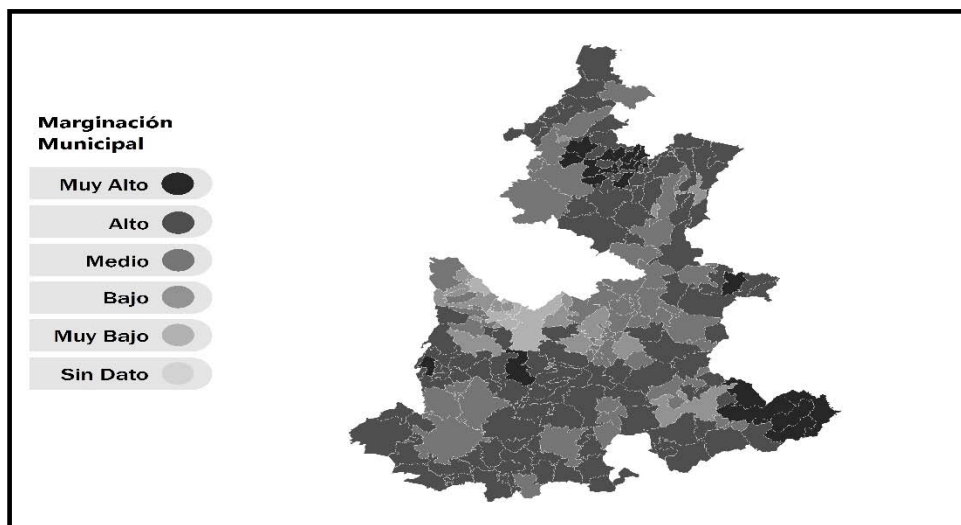 Marginación
Municipal
Muy Alto
Alto
Medio
Bajo
Muy Bajo
Sin Dato